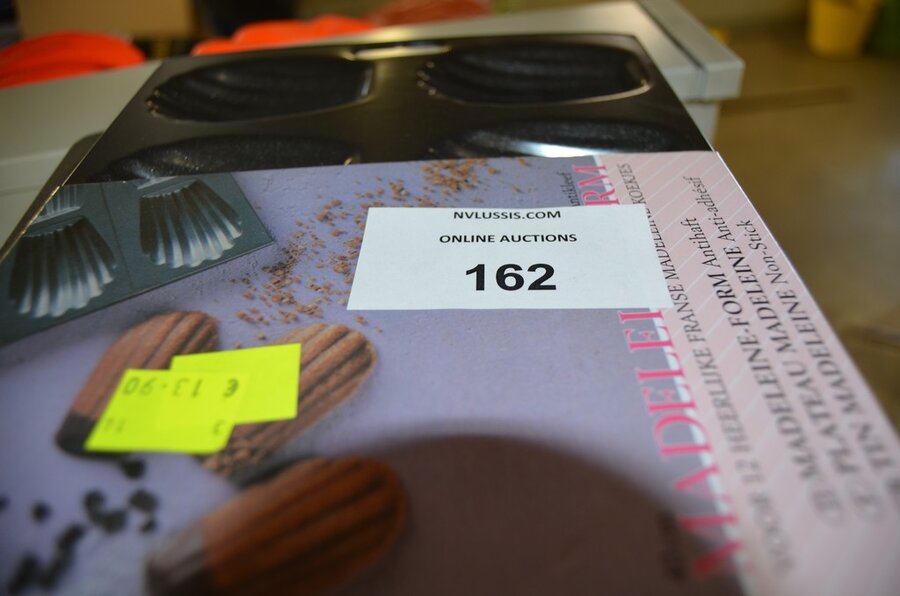 NVLUSSIS.COM
ONLINE AUCTIONS
162
€ 13.90
MADELEI
RM
12 HEERLIJKE FRANSE MADELEINE KOEKJES
MADELEINE-FORM Antihaft
PLATEAU MADELEINE Anti-adhésif
TIN MADELEINE Non-Stick